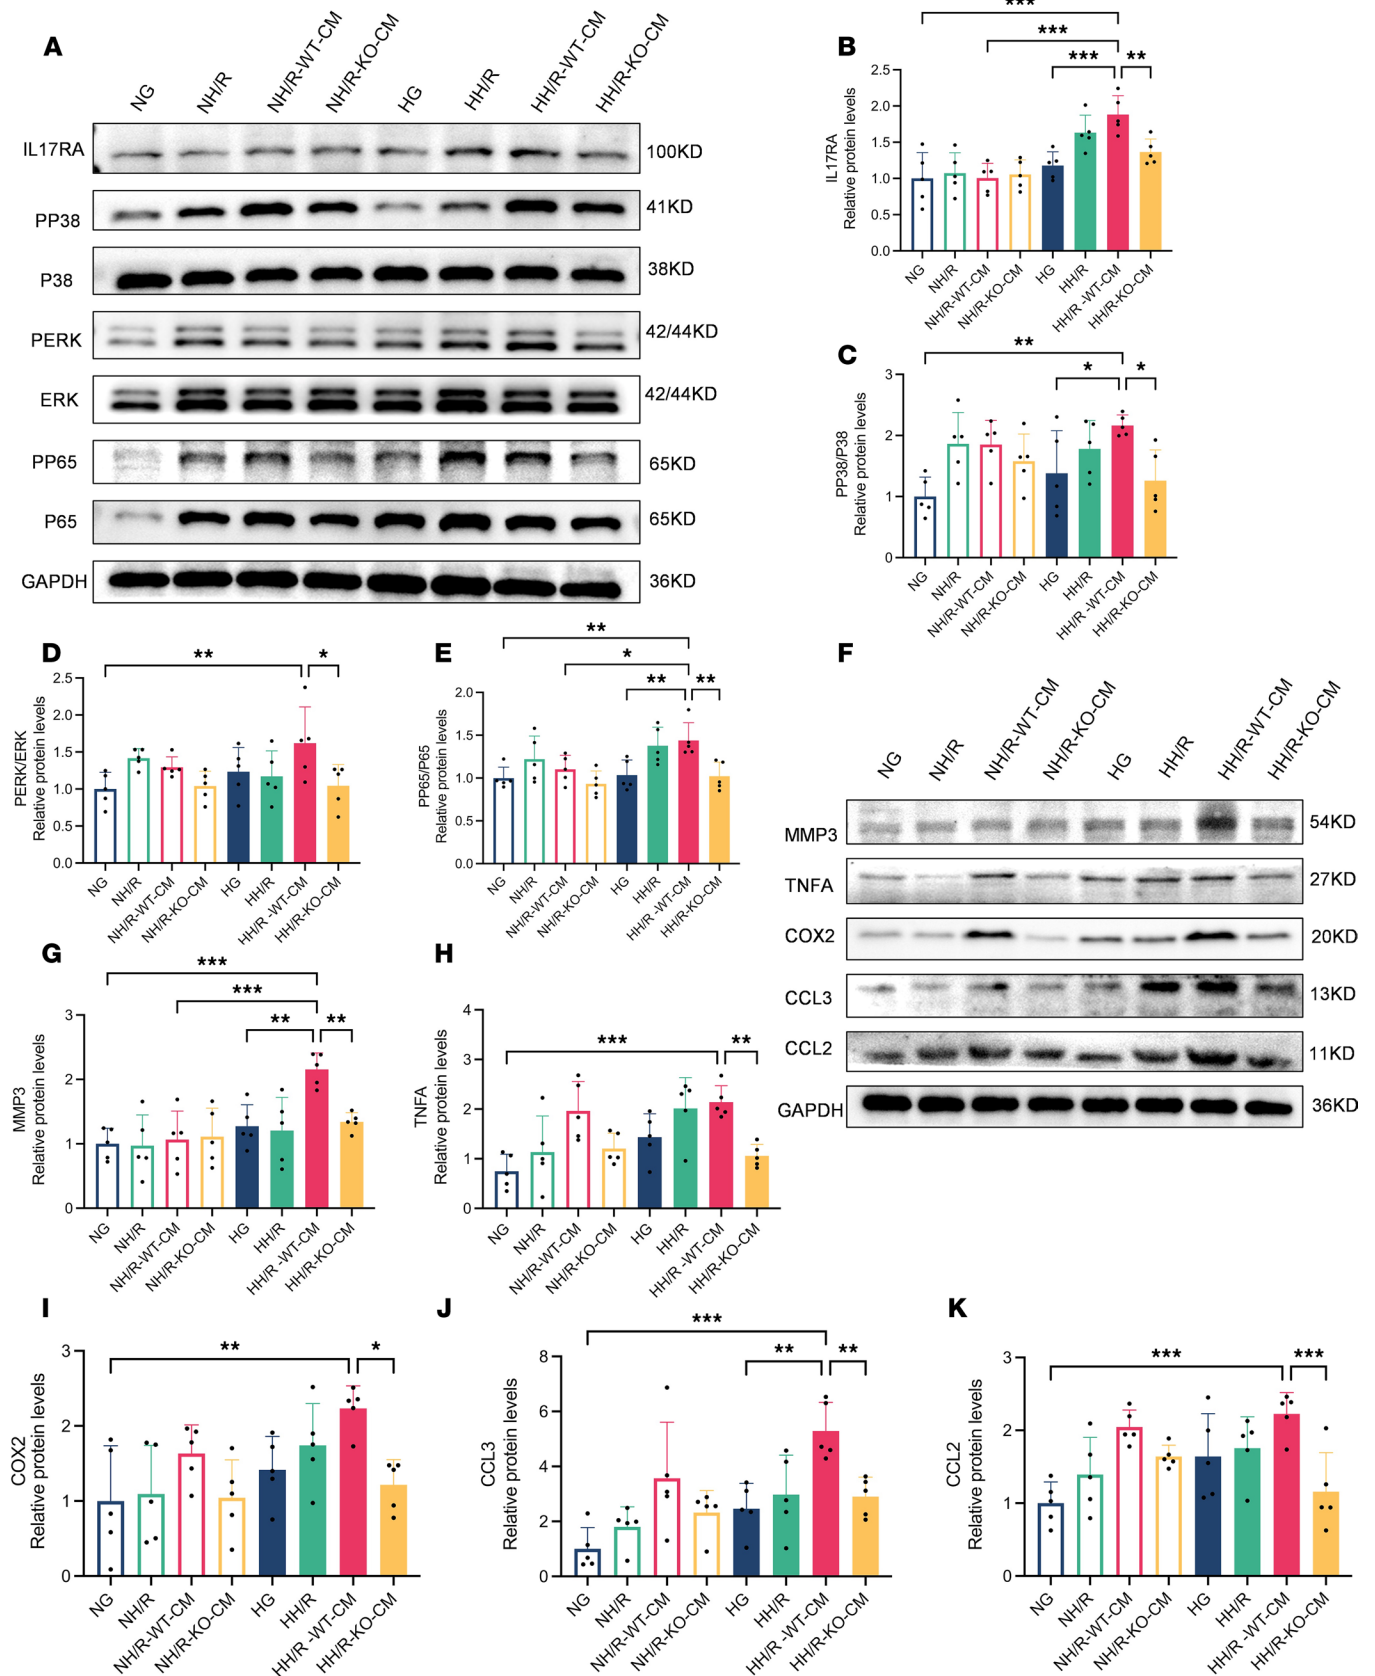 A
NG
NH/R
NH/R-WT-CM
NH/R-KO-CM
HG
HH/R
HH/R-WT-CM
HH/R-KO-CM
IL17RA
100KD
PP38
41KD
P38
38KD
PERK
42/44KD
ERK
42/44KD
PP65
65KD
P65
65KD
GAPDH
36KD
B
***
***
***
**
IL17RA
Relative protein levels
2.5
2.0
1.5
1.0
0.5
0.0
NG
NH/R
NH/R-WT-CM
NH/R-KO-CM
HG
HH/R
HH/R -WT-CM
HH/R-KO-CM
C
**
*
*
PP38/P38
Relative protein levels
3
2
1
0
NG
NH/R
NH/R-WT-CM
NH/R-KO-CM
HG
HH/R
HH/R -WT-CM
HH/R-KO-CM
D
**
*
PERK/ERK
Relative protein levels
2.5
2.0
1.5
1.0
0.5
0.0
NG
NH/R
NH/R-WT-CM
NH/R-KO-CM
HG
HH/R
HH/R -WT-CM
HH/R-KO-CM
E
**
*
**
**
PP65/P65
Relative protein levels
2.0
1.5
1.0
0.5
0.0
NG
NH/R
NH/R-WT-CM
NH/R-KO-CM
HG
HH/R
HH/R -WT-CM
HH/R-KO-CM
F
NG
NH/R
NH/R-WT-CM
NH/R-KO-CM
HG
HH/R
HH/R-WT-CM
HH/R-KO-CM
MMP3
54KD
TNFA
27KD
COX2
20KD
CCL3
13KD
CCL2
11KD
GAPDH
36KD
G
***
***
**
**
MMP3
Relative protein levels
3
2
1
0
NG
NH/R
NH/R-WT-CM
NH/R-KO-CM
HG
HH/R
HH/R -WT-CM
HH/R-KO-CM
H
***
**
TNFA
Relative protein levels
4
3
2
1
0
NG
NH/R
NH/R-WT-CM
NH/R-KO-CM
HG
HH/R
HH/R -WT-CM
HH/R-KO-CM
I
**
*
COX2
Relative protein levels
3
2
1
0
NG
NH/R
NH/R-WT-CM
NH/R-KO-CM
HG
HH/R
HH/R -WT-CM
HH/R-KO-CM
J
***
**
**
CCL3
Relative protein levels
8
6
4
2
0
NG
NH/R
NH/R-WT-CM
NH/R-KO-CM
HG
HH/R
HH/R -WT-CM
HH/R-KO-CM
K
***
***
CCL2
Relative protein levels
3
2
1
0
NG
NH/R
NH/R-WT-CM
NH/R-KO-CM
HG
HH/R
HH/R -WT-CM
HH/R-KO-CM